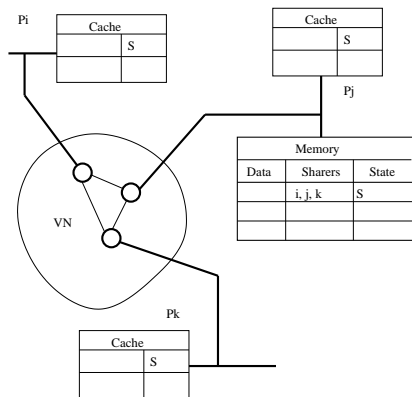 Pi
Cache
S
Cache
S
Pj
Memory
Data Sharers State
i, j, k S
VN
Pk
Cache
S